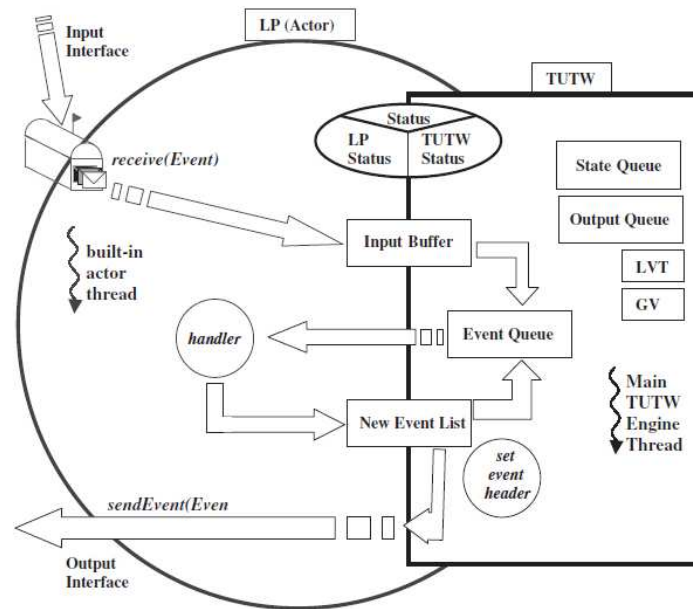 LP (Actor)
Input
Interface
TUTW
Status
LP
Status
TUTW
Status
receive(Event)
State Queue
Output Queue
Input Buffer
built-in
actor
thread
LVT
GV
handler
Event Queue
Main
TUTW
Engine
Thread
New Event List
set
event
header
sendEvent(Even
Output
Interface